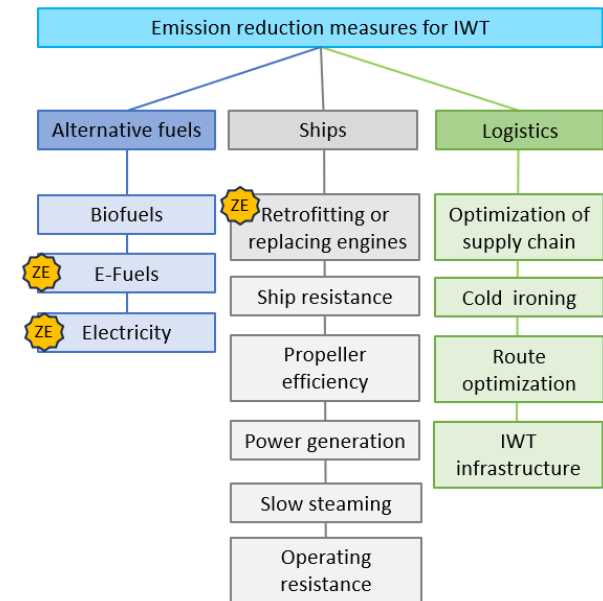 Emission reduction measures for IWT
Alternative fuels
Biofuels
ZE
E-Fuels
ZE
Electricity
Ships
ZE
Retrofitting or
replacing engines
Ship resistance
Propeller
efficiency
Power generation
Slow steaming
Operating
resistance
Logistics
Optimization of
supply chain
Cold ironing
Route
optimization
IWT
infrastructure